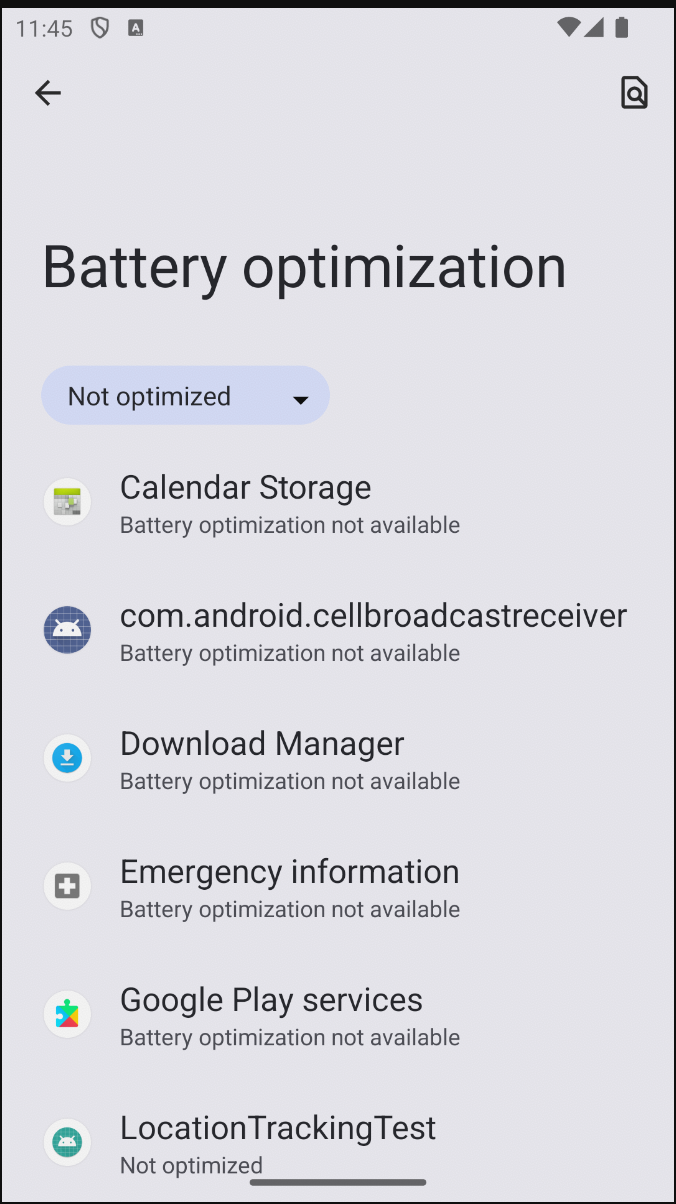 11:45
Battery optimization
Not optimized
Calendar Storage
Battery optimization not available
com.android.cellbroadcastreceiver
Battery optimization not available
Download Manager
Battery optimization not available
Emergency information
Battery optimization not available
Google Play services
Battery optimization not available
LocationTrackingTest
Not optimized